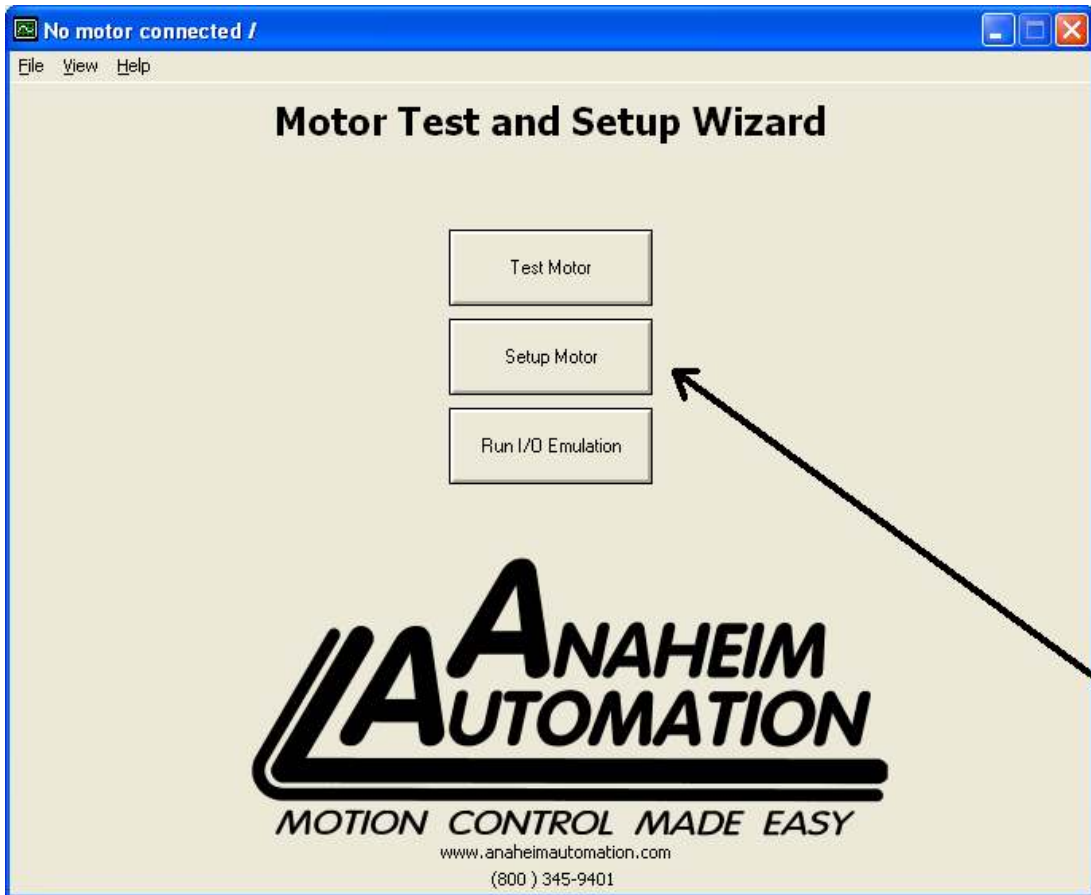 No motor connected /
File View Help
Motor Test and Setup Wizard
Test Motor
Setup Motor
Run I/O Emulation
ANAHEIM
AUTOMATION
MOTION CONTROL MADE EASY
www.anaheimautomation.com
(800 ) 345-9401